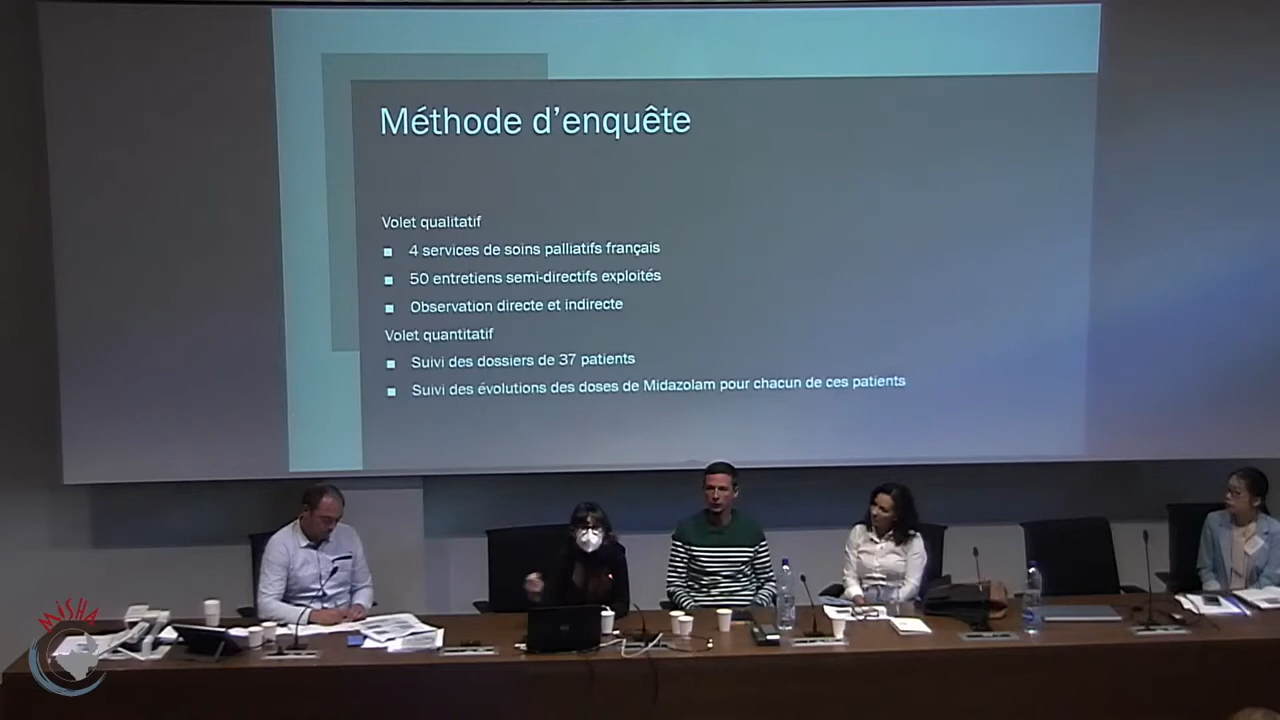 Méthode d'enquête
Volet qualitatif
4 services de soins palliatifs français
50 entretiens semi-directifs exploités
Observation directe et indirecte
Volet quantitatif
Suivi des dossiers de 37 patients
Suivi des évolutions des doses de Midazolam pour chacun de ces patients
MiSHA